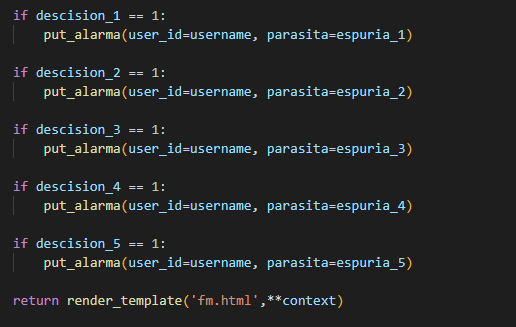 if descision_1 == 1:
    put_alarma(user_id=username, parasita=espuria_1)
if descision_2 == 1:
    put_alarma(user_id=username, parasita=espuria_2)
if descision_3 == 1:
    put_alarma(user_id=username, parasita=espuria_3)
if descision_4 == 1:
    put_alarma(user_id=username, parasita=espuria_4)
if descision_5 == 1:
    put_alarma(user_id=username, parasita=espuria_5)
return render_template('fm.html',**context)